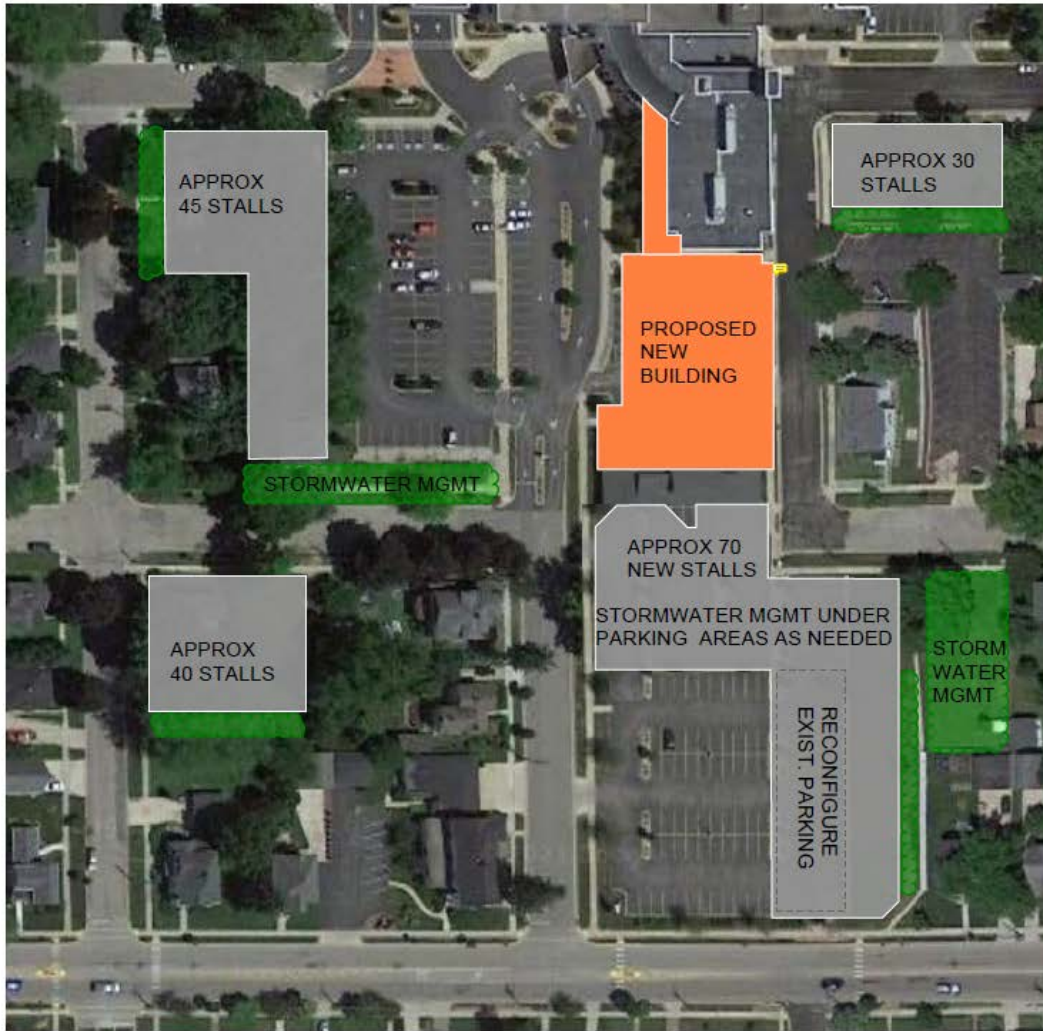 APPROX
45 STALLS
APPROX 30
STALLS
PROPOSED
NEW
BUILDING
STORMWATER MGMT
APPROX 70
NEW STALLS
STORMWATER MGMT UNDER
PARKING AREAS AS NEEDED
APPROX
40 STALLS
STORM
WATER
MGMT
RECONFIGURE
EXIST. PARKING